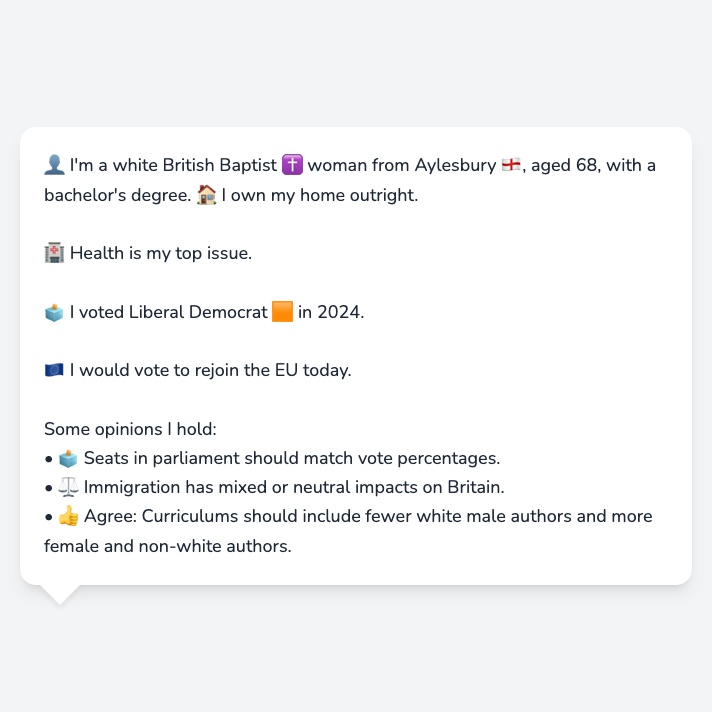 👤 I'm a white British Baptist ✝️ woman from Aylesbury 🏴󠁧󠁢󠁥󠁮󠁧󠁿, aged 68, with a
bachelor's degree. 🏠 I own my home outright.
🏥 Health is my top issue.
🗳️ I voted Liberal Democrat 🟧 in 2024.
🇪🇺 I would vote to rejoin the EU today.
Some opinions I hold:
• 🗳️ Seats in parliament should match vote percentages.
• ⚖️ Immigration has mixed or neutral impacts on Britain.
• 👍 Agree: Curriculums should include fewer white male authors and more
female and non-white authors.